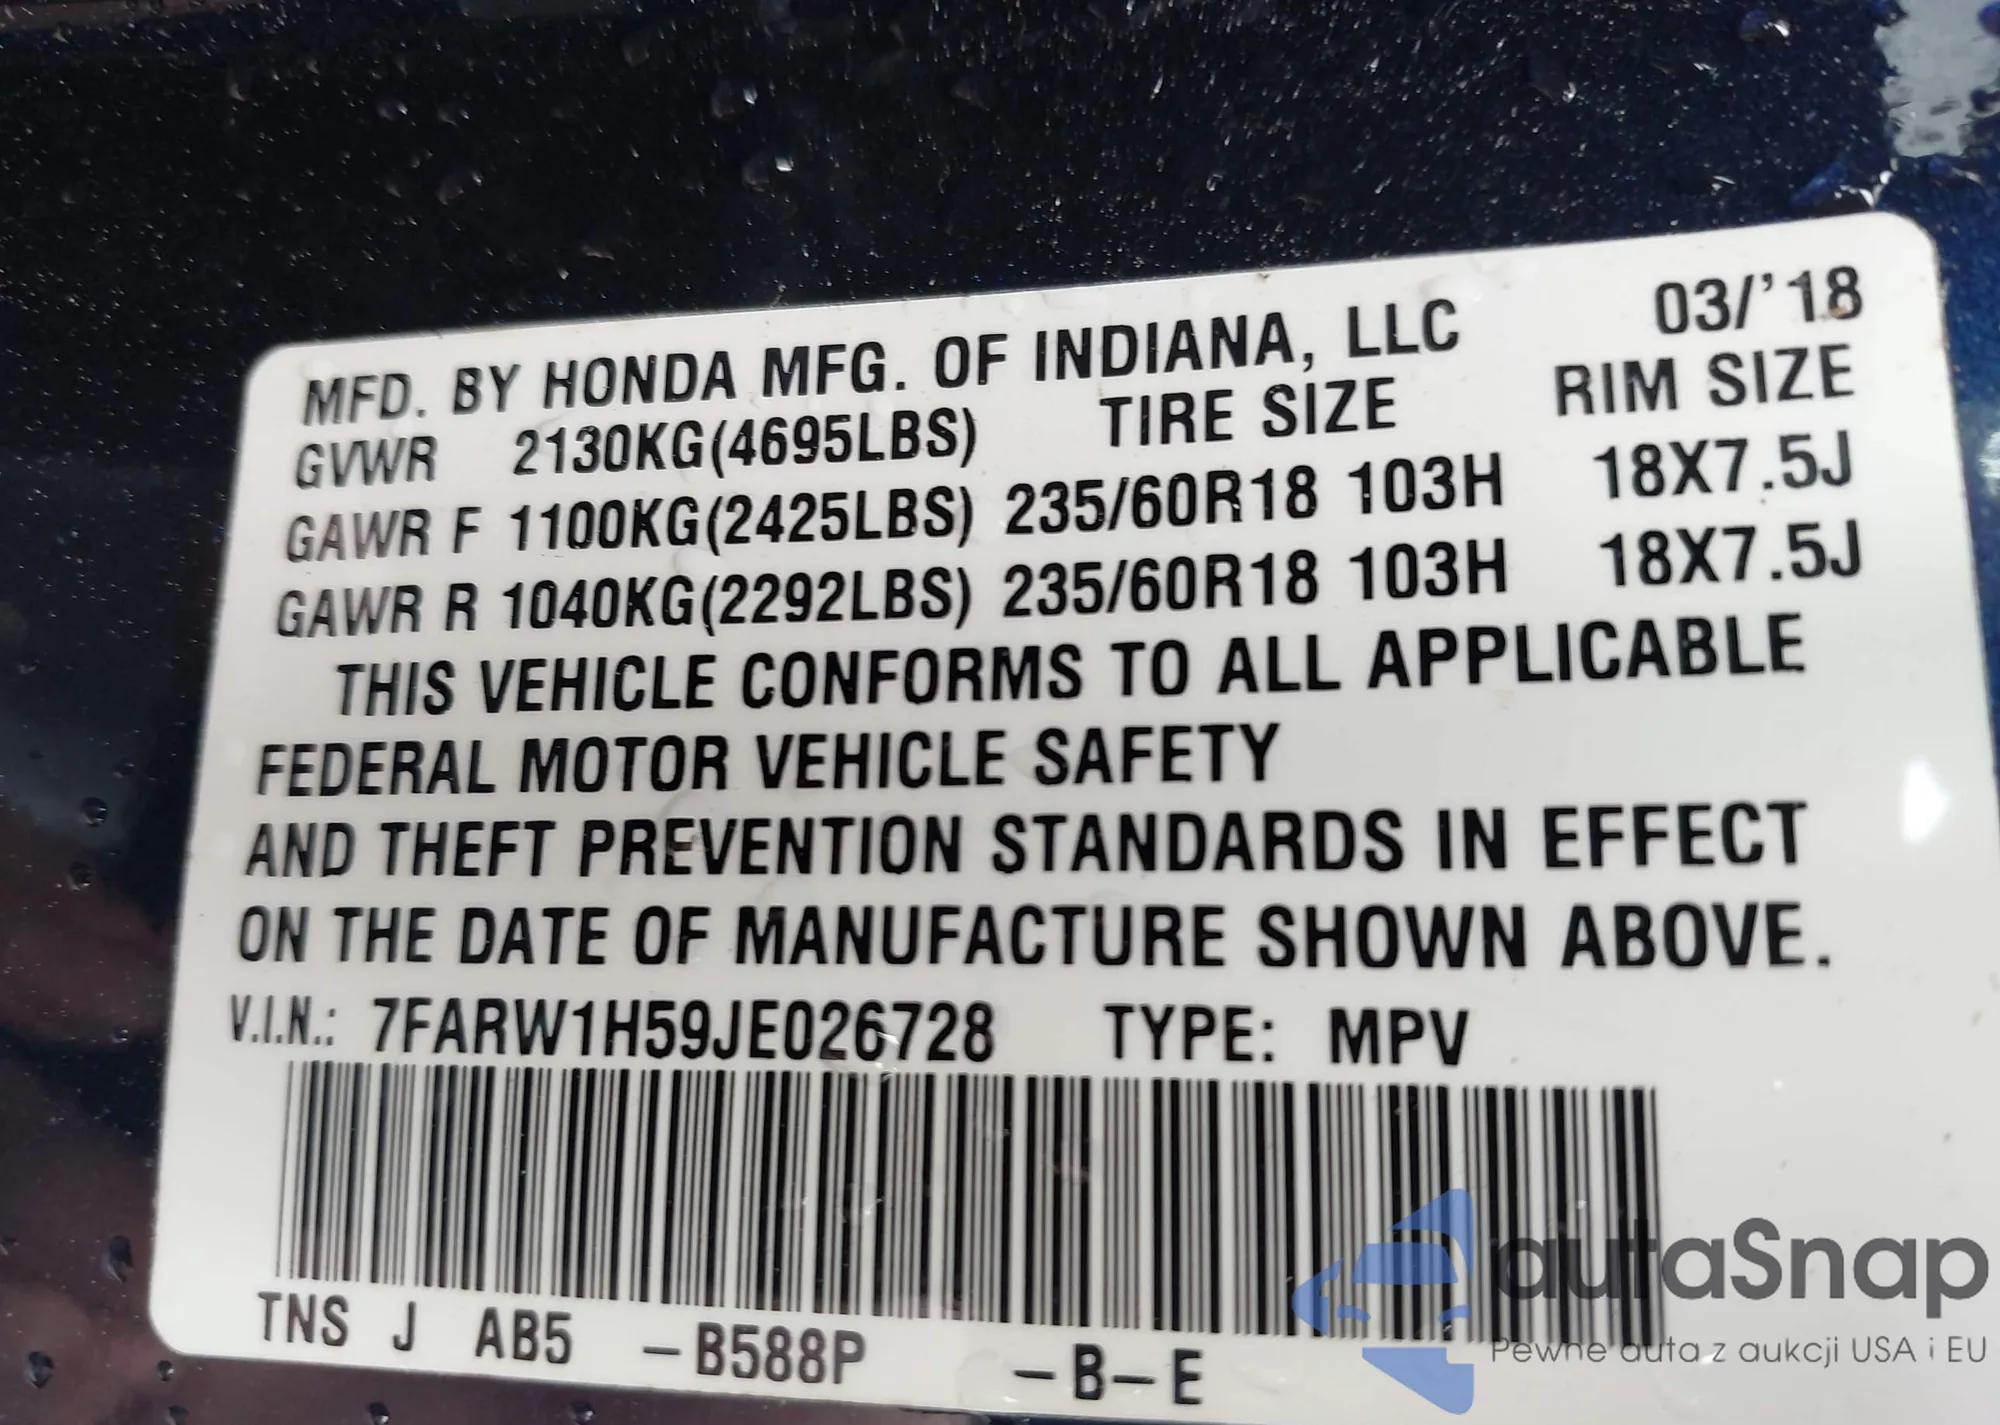 03/'18
MFD. BY HONDA MFG. OF INDIANA, LLC
GVWR 2130KG(4695LBS) TIRE SIZE RIM SIZE
GAWR F 1100KG(2425LBS) 235/60R18 103H 18X7.5J
GAWR R 1040KG(2292LBS) 235/60R18 103H 18X7.5J
THIS VEHICLE CONFORMS TO ALL APPLICABLE
FEDERAL MOTOR VEHICLE SAFETY
AND THEFT PREVENTION STANDARDS IN EFFECT
ON THE DATE OF MANUFACTURE SHOWN ABOVE.
V.I.N.: 7FARW1H59JE026728 TYPE: MPV
TNS J AB5 -B588P -B-E
autaSnap
Pewne auta z aukcji USA i EU